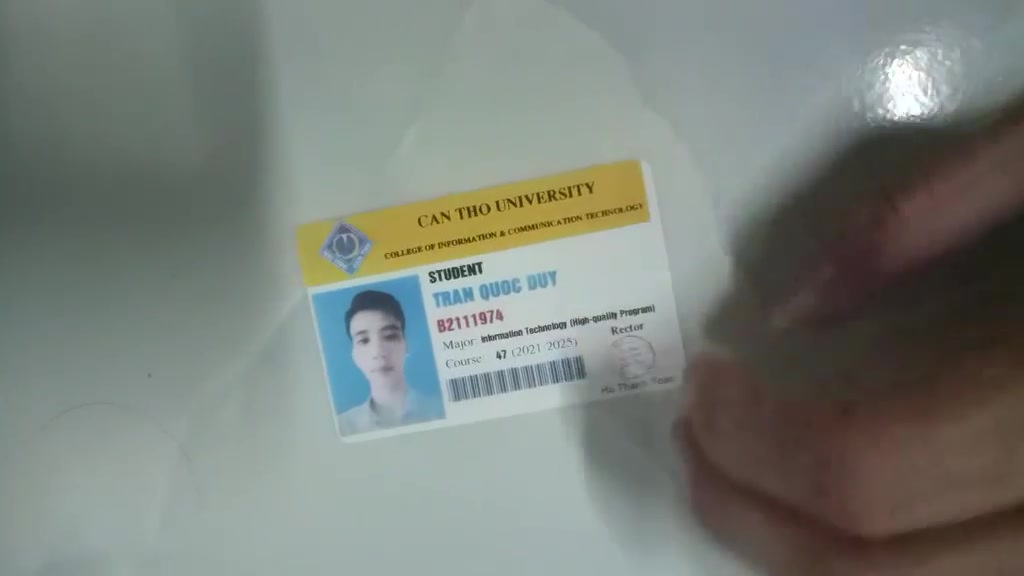 CAN THO UNIVERSITY
COLLEGE OF INFORMATION & COMMUNICATION TECHNOLOGY
STUDENT
TRAN QUOC DUY
B2111974
Major: Information Technology (High-quality Program)
Course: 47 (2021-2025)
Rector
Ha Thanh Toan